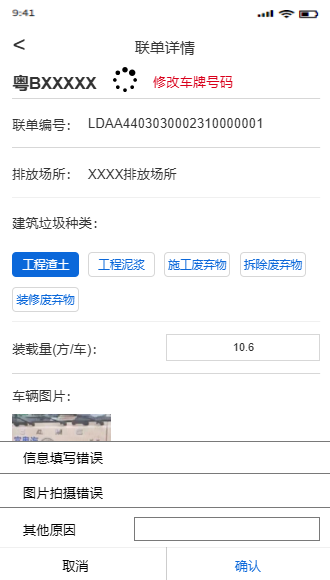 9:41
<
联单详情
粤BXXXXX 修改车牌号码
联单编号： LDAA4403030002310000001
排放场所： XXXX排放场所
建筑垃圾种类：
工程渣土 工程泥浆 施工废弃物 拆除废弃物
装修废弃物
装载量(方/车)： 10.6
车辆图片：
信息填写错误
图片拍摄错误
其他原因
取消 确认